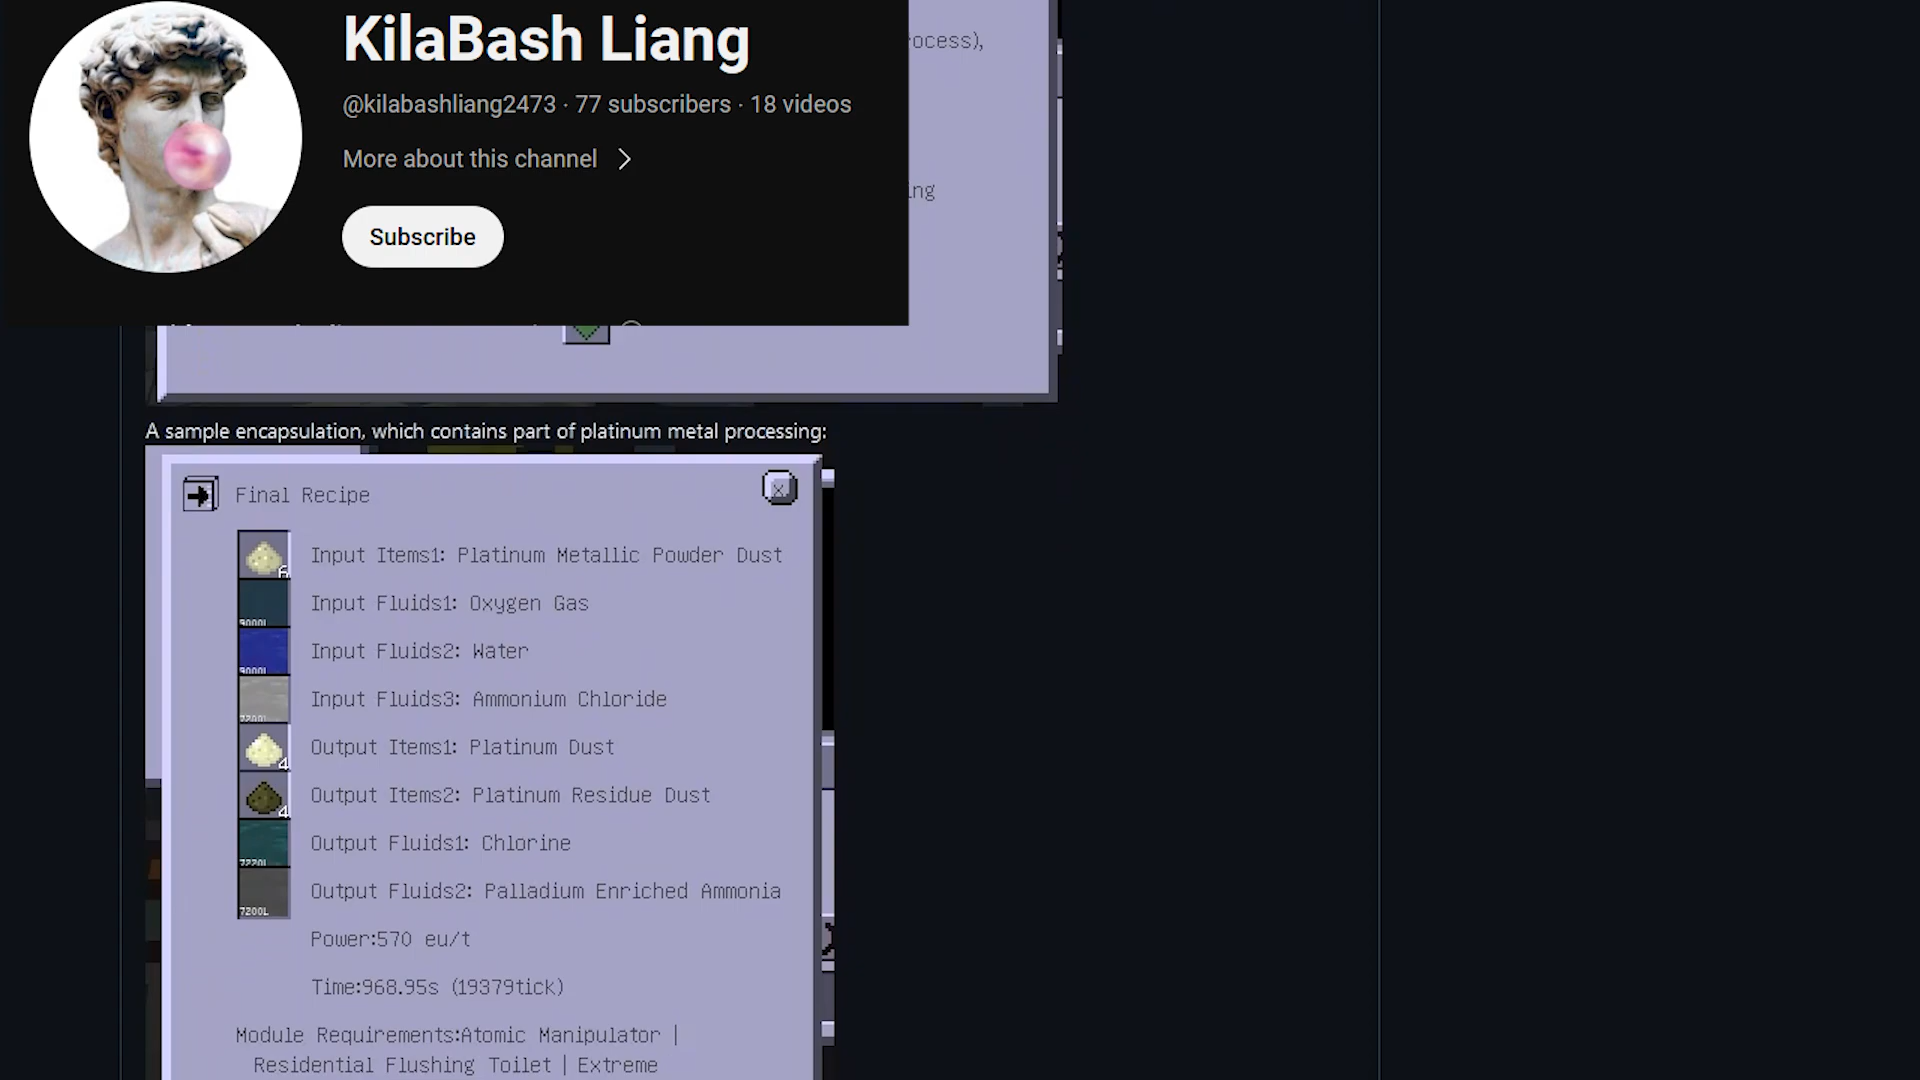 KilaBash Liang
@kilabashliang2473 · 77 subscribers · 18 videos
More about this channel
Subscribe
A sample encapsulation, which contains part of platinum metal processing:
Final Recipe
Input Items1: Platinum Metallic Powder Dust
Input Fluids1: Oxygen Gas
9000L
Input Fluids2: Water
9000L
Input Fluids3: Ammonium Chloride
7200L
Output Items1: Platinum Dust
Output Items2: Platinum Residue Dust
Output Fluids1: Chlorine
Output Fluids2: Palladium Enriched Ammonia
7200L
Power:570 eu/t
Time:968.95s (19379tick)
Module Requirements:Atomic Manipulator |
Residential Flushing Toilet | Extreme